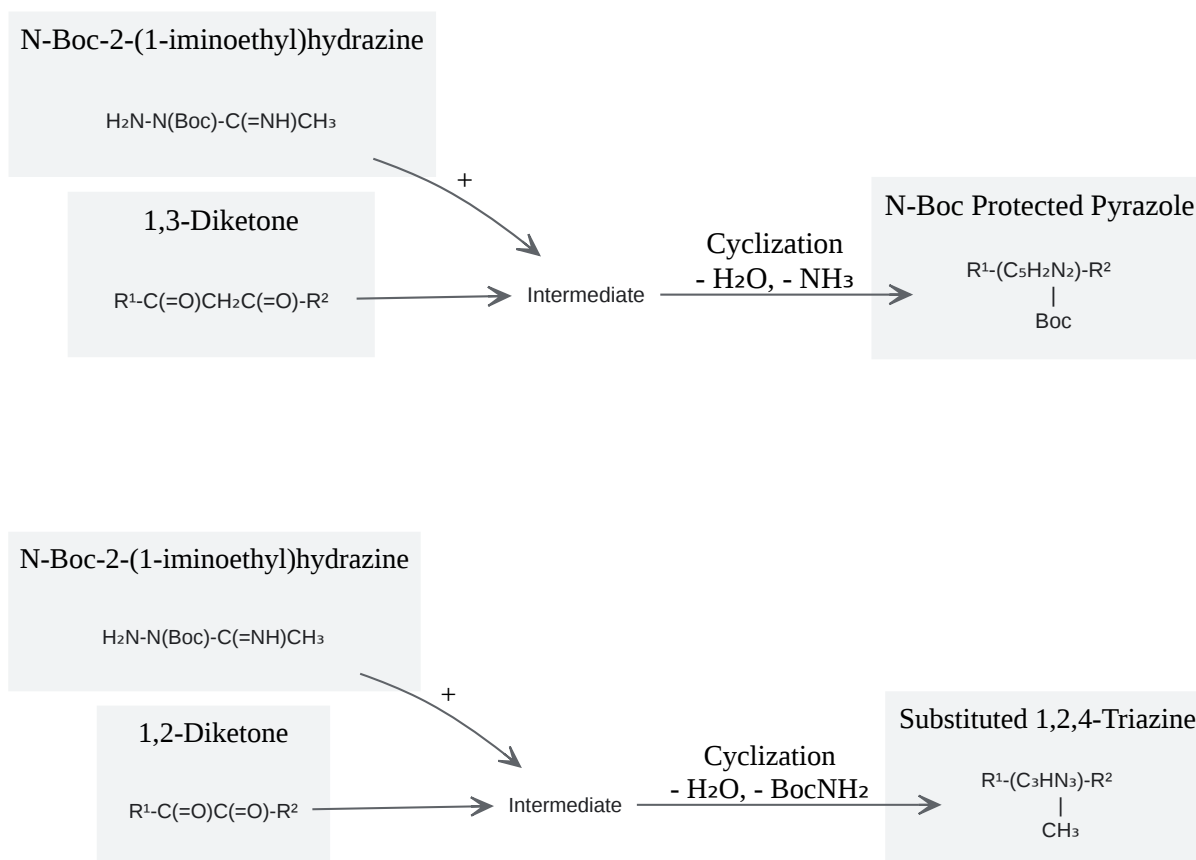 N-Boc-2-(1-iminoethyl)hydrazine
H₂N-N(Boc)-C(=NH)CH₃
+
1,3-Diketone
R¹-C(=O)CH₂C(=O)-R²
Intermediate
Cyclization
- H₂O, - NH₃
N-Boc Protected Pyrazole
R¹-(C₅H₂N₂)-R²
|
Boc
N-Boc-2-(1-iminoethyl)hydrazine
H₂N-N(Boc)-C(=NH)CH₃
+
1,2-Diketone
R¹-C(=O)C(=O)-R²
Intermediate
Cyclization
- H₂O, - BocNH₂
Substituted 1,2,4-Triazine
R¹-(C₃HN₃)-R²
|
CH₃